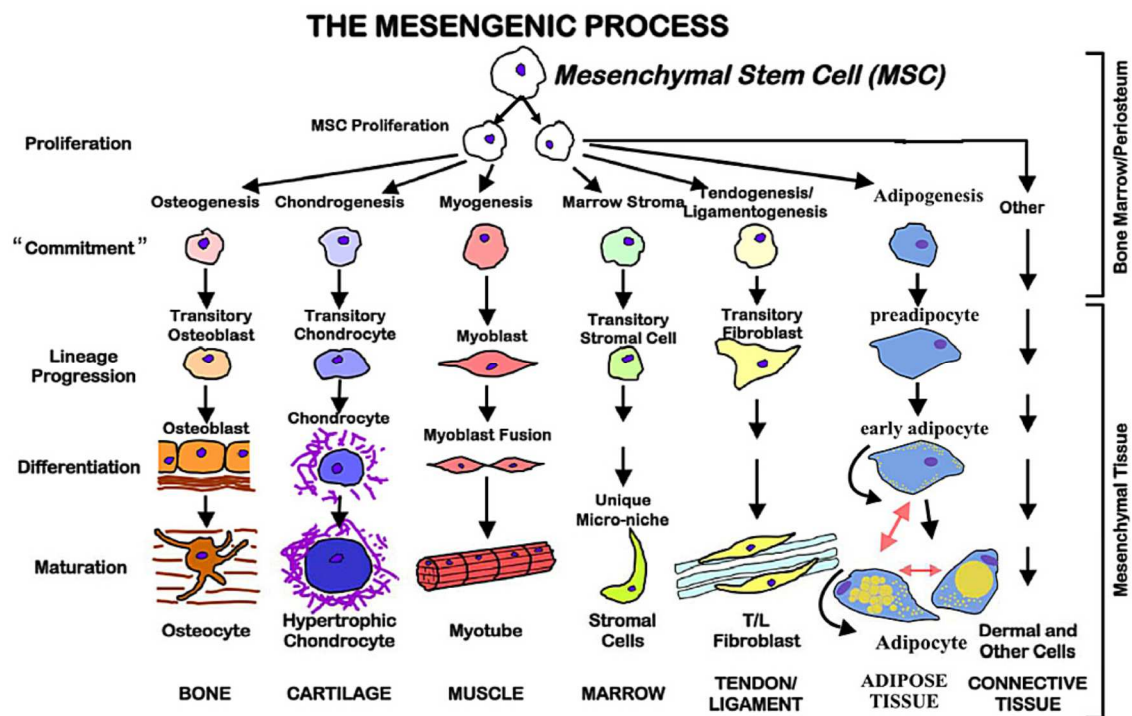 THE MESENGENIC PROCESS
Mesenchymal Stem Cell (MSC)
MSC Proliferation
Proliferation
Osteogenesis
Chondrogenesis
Myogenesis
Marrow Stroma
Tendogenesis/
Ligamentogenesis
Adipogenesis
Other
"Commitment"
Transitory
Osteoblast
Transitory
Chondrocyte
Myoblast
Transitory
Stromal Cell
Transitory
Fibroblast
preadipocyte
Lineage
Progression
Osteoblast
Chondrocyte
Myoblast Fusion
early adipocyte
Differentiation
Unique
Micro-niche
Maturation
Osteocyte
Hypertrophic
Chondrocyte
Myotube
Stromal
Cells
T/L
Fibroblast
Adipocyte
Dermal and
Other Cells
BONE
CARTILAGE
MUSCLE
MARROW
TENDON/
LIGAMENT
ADIPOSE
TISSUE
CONNECTIVE
TISSUE
Bone Marrow/Periosteum
Mesenchymal Tissue